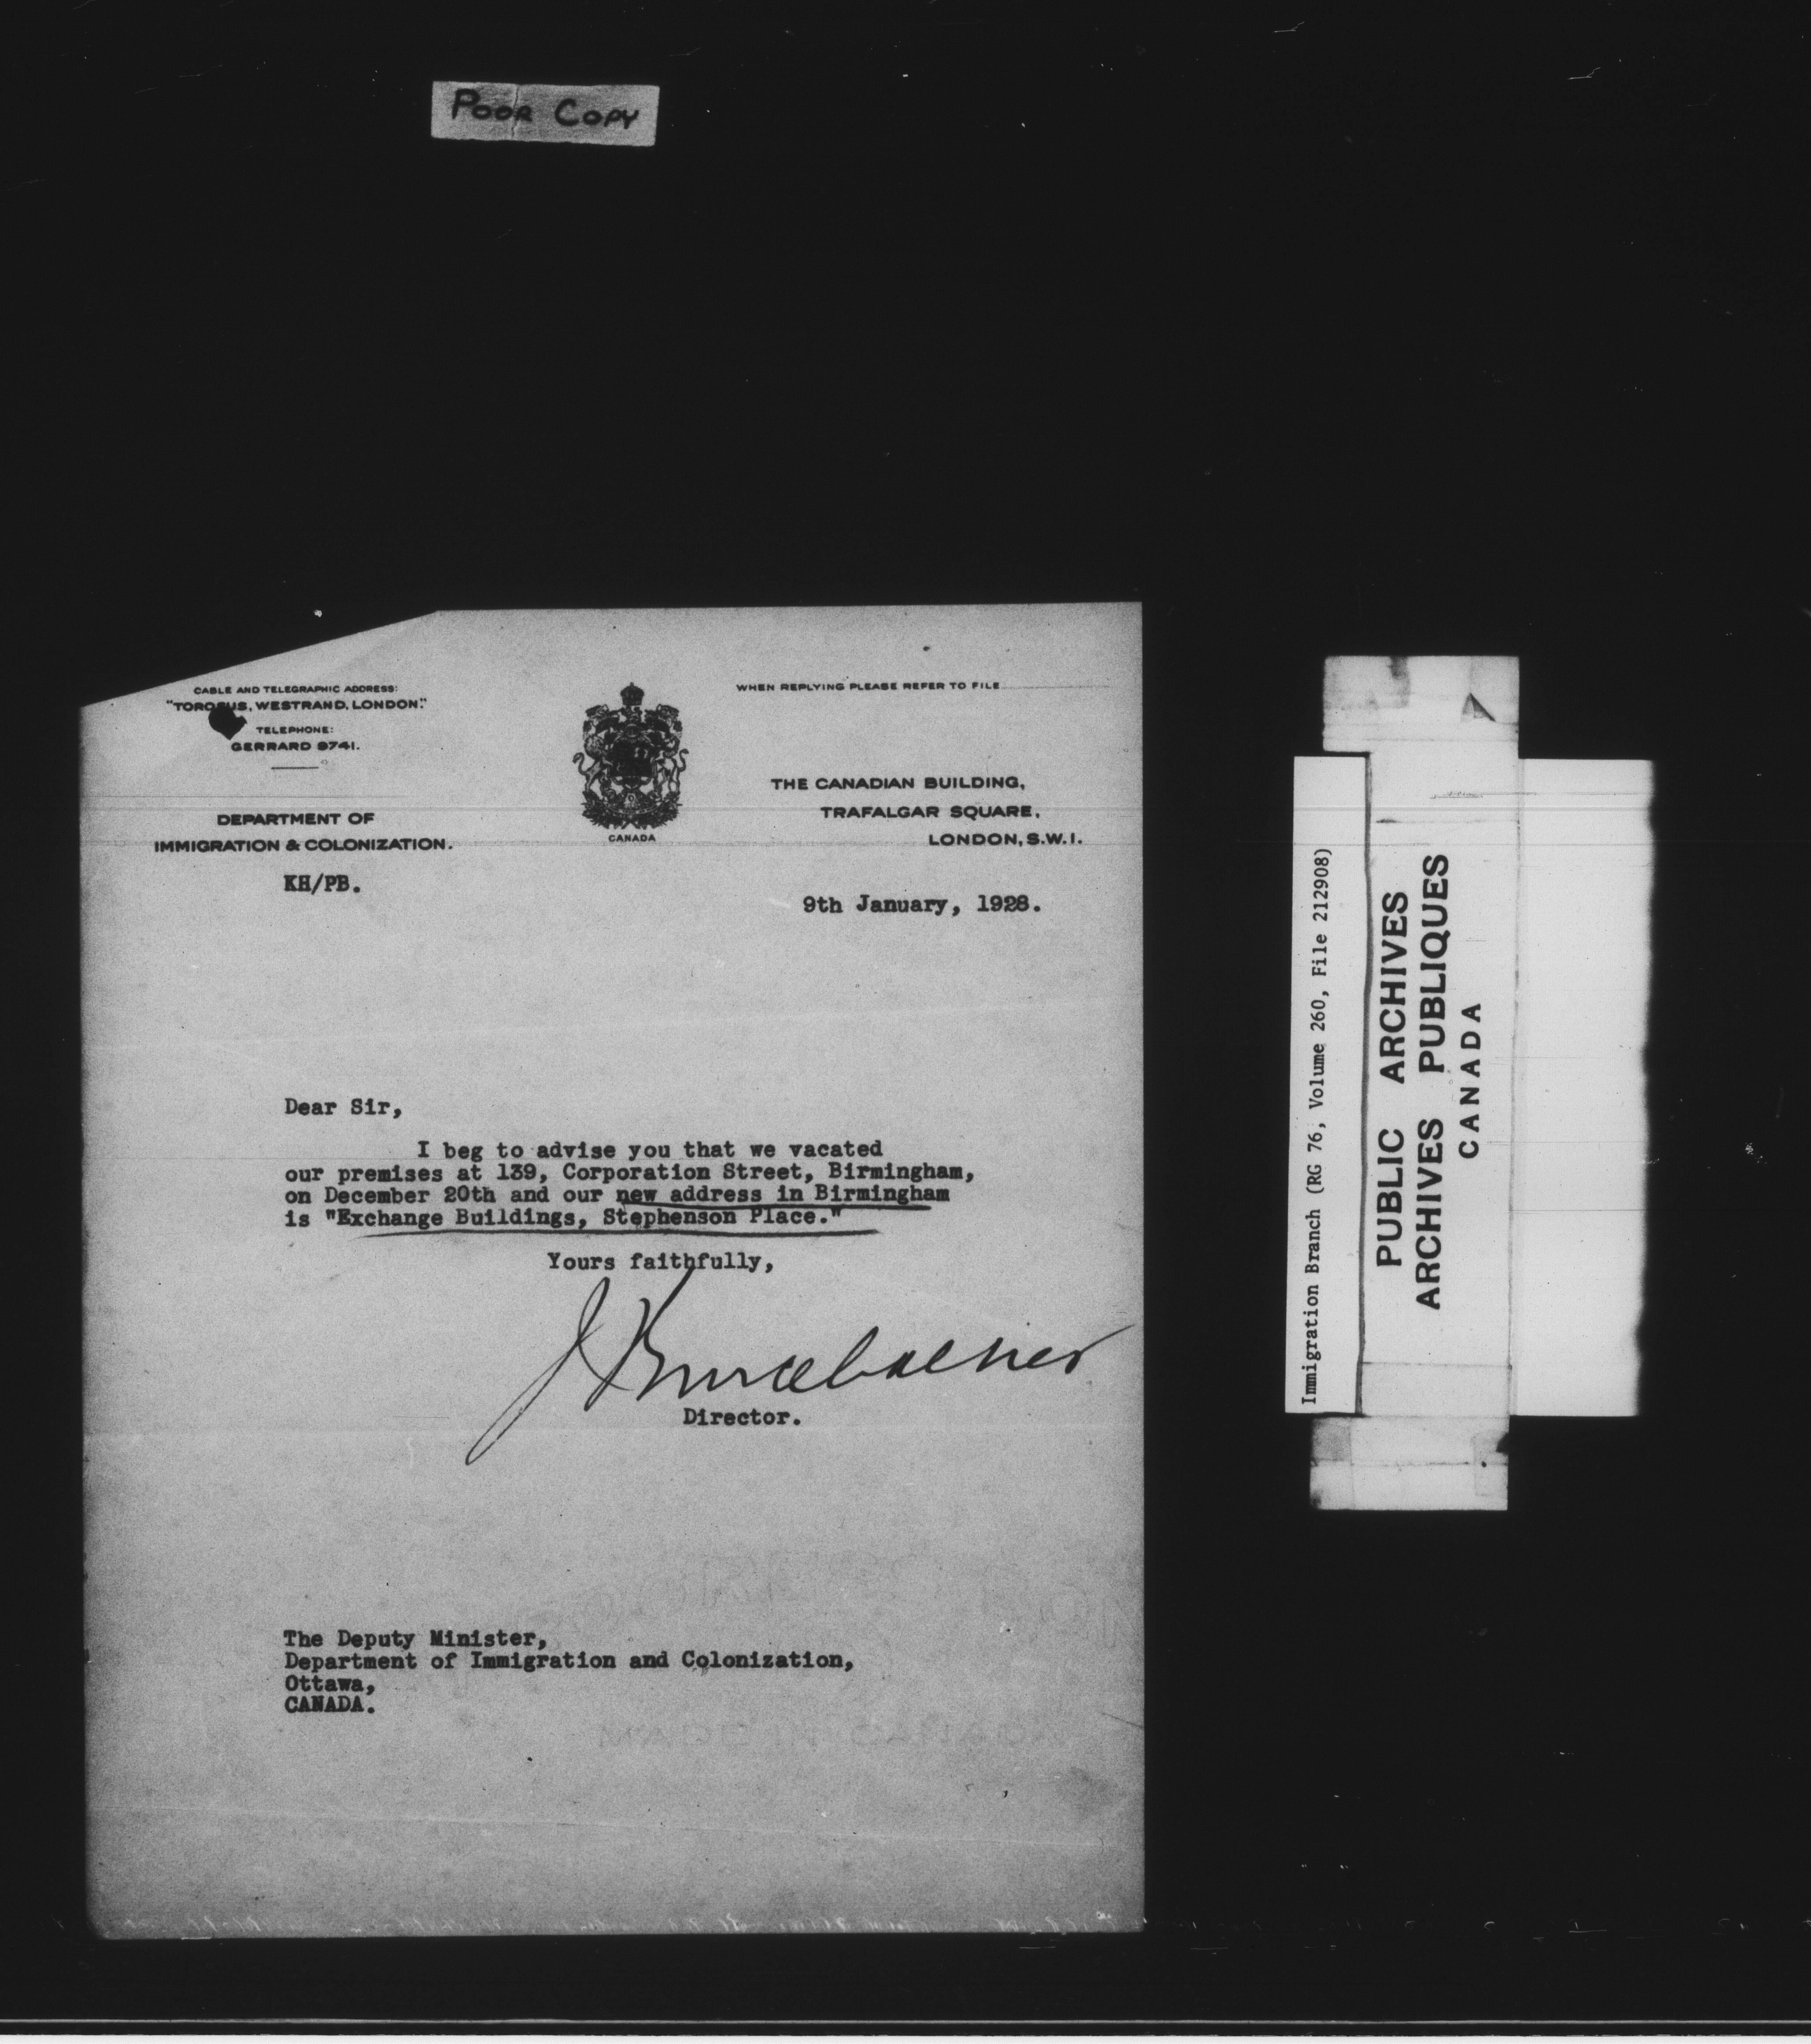 POOR COPY
CABLE AND TELEGRAPHIC ADDRESS:
"TOROSUS, WESTRAND, LONDON."
TELEPHONE:
GERRARD 9741.
DEPARTMENT OF
IMMIGRATION & COLONIZATION.
KH/PB.
CANADA
WHEN REPLYING PLEASE REFER TO FILE
THE CANADIAN BUILDING,
TRAFALGAR SQUARE,
LONDON, S.W.1.
9th January, 1928.
Dear Sir,
I beg to advise you that we vacated
our premises at 139, Corporation Street, Birmingham,
on December 20th and our new address in Birmingham
is "Exchange Buildings, Stephenson Place."
Yours faithfully,
J Bruce Walker
Director.
The Deputy Minister,
Department of Immigration and Colonization,
Ottawa,
CANADA.
Immigration Branch (RG 76, Volume 260, File 212908)
PUBLIC ARCHIVES
ARCHIVES PUBLIQUES
CANADA